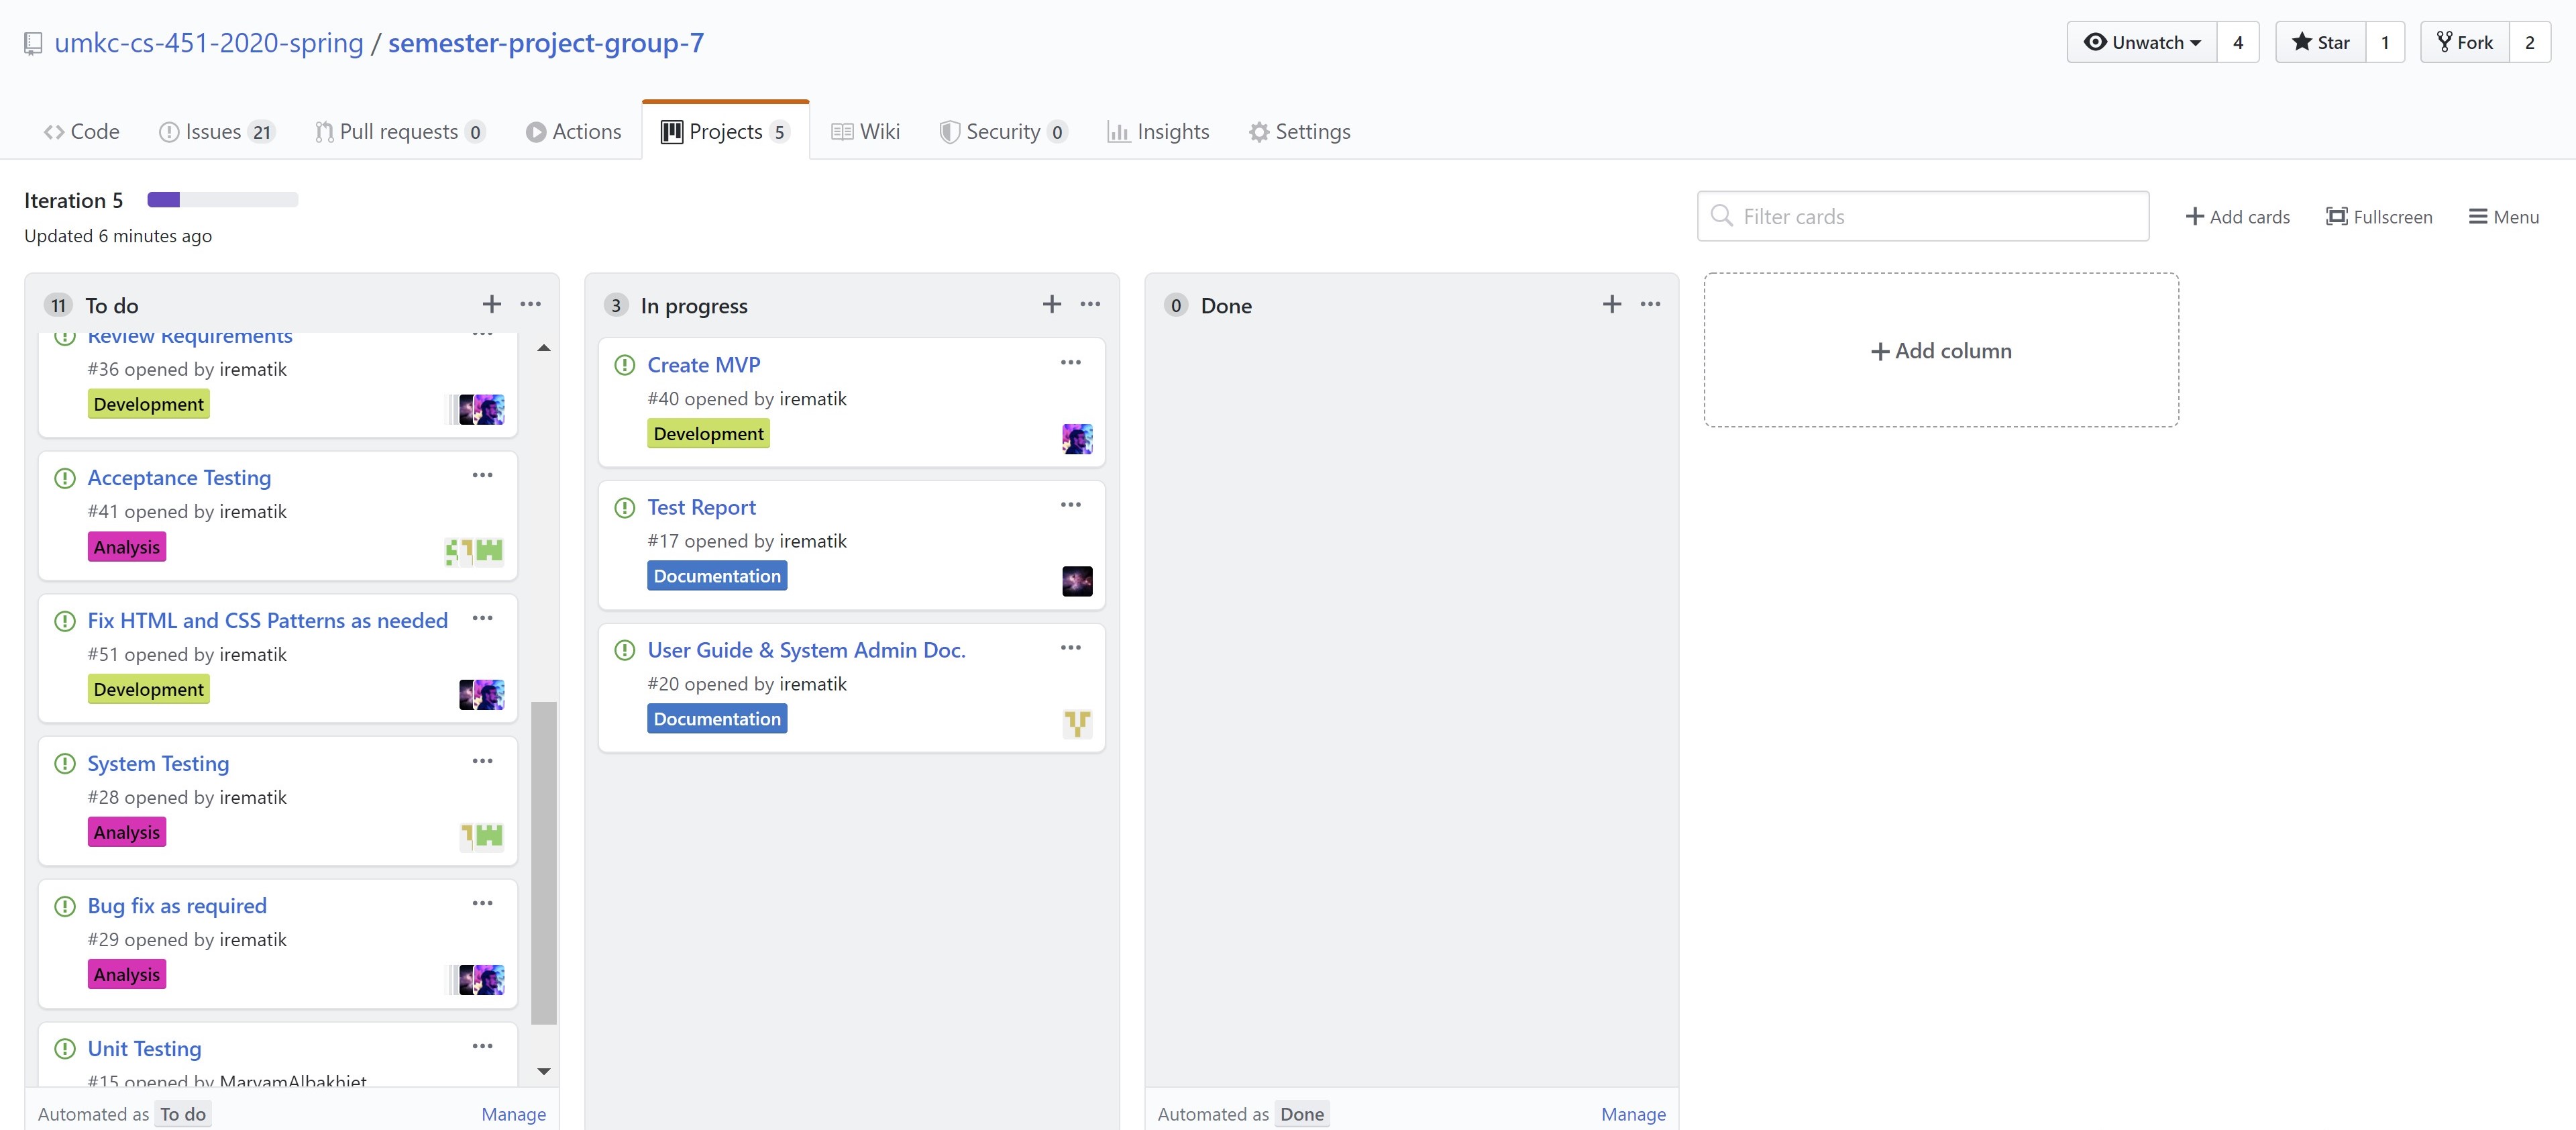 umkc-cs-451-2020-spring / semester-project-group-7
Unwatch 4
Star 1
Fork 2
Code
Issues 21
Pull requests 0
Actions
Projects 5
Wiki
Security 0
Insights
Settings
Iteration 5
Updated 6 minutes ago
Filter cards
Add cards
Fullscreen
Menu
11 To do
Review Requirements
#36 opened by irematik
Development
Acceptance Testing
#41 opened by irematik
Analysis
Fix HTML and CSS Patterns as needed
#51 opened by irematik
Development
System Testing
#28 opened by irematik
Analysis
Bug fix as required
#29 opened by irematik
Analysis
Unit Testing
#15 opened by MaryamAlbakhiet
Automated as To do
Manage
3 In progress
Create MVP
#40 opened by irematik
Development
Test Report
#17 opened by irematik
Documentation
User Guide & System Admin Doc.
#20 opened by irematik
Documentation
0 Done
Automated as Done
Manage
Add column